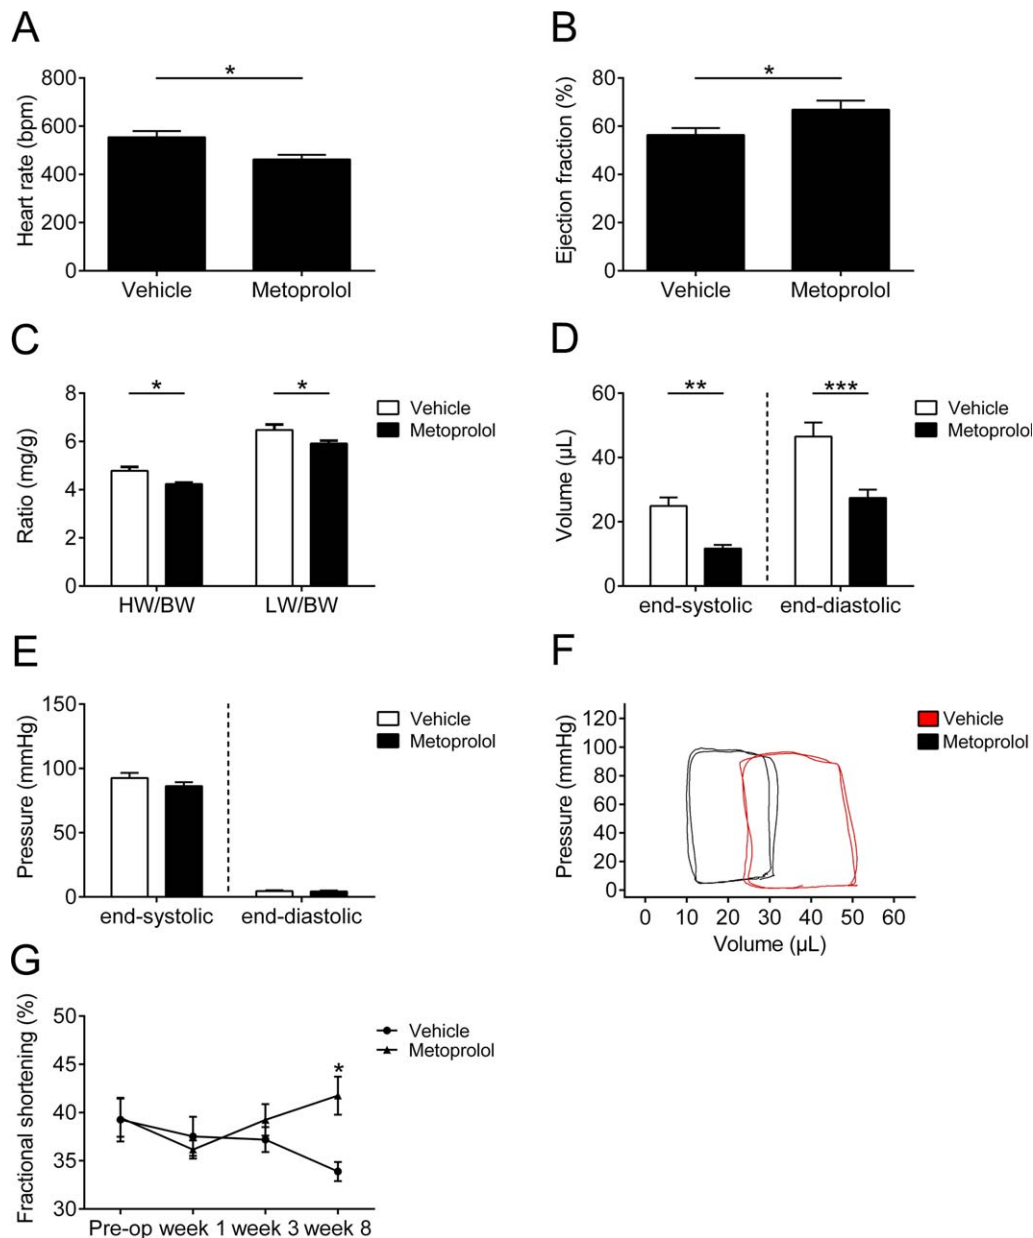 A
Heart rate (bpm)
800
600
400
200
0
*
Vehicle Metoprolol
B
Ejection fraction (%)
80
60
40
20
0
*
Vehicle Metoprolol
C
Ratio (mg/g)
8
6
4
2
0
* *
HW/BW LW/BW
Vehicle
Metoprolol
D
Volume (µL)
60
40
20
0
** ***
end-systolic end-diastolic
Vehicle
Metoprolol
E
Pressure (mmHg)
150
100
50
0
end-systolic end-diastolic
Vehicle
Metoprolol
F
Pressure (mmHg)
120
100
80
60
40
20
0
0 10 20 30 40 50 60
Volume (µL)
Vehicle
Metoprolol
G
Fractional shortening (%)
50
45
40
35
30
*
Pre-op week 1 week 3 week 8
Vehicle
Metoprolol